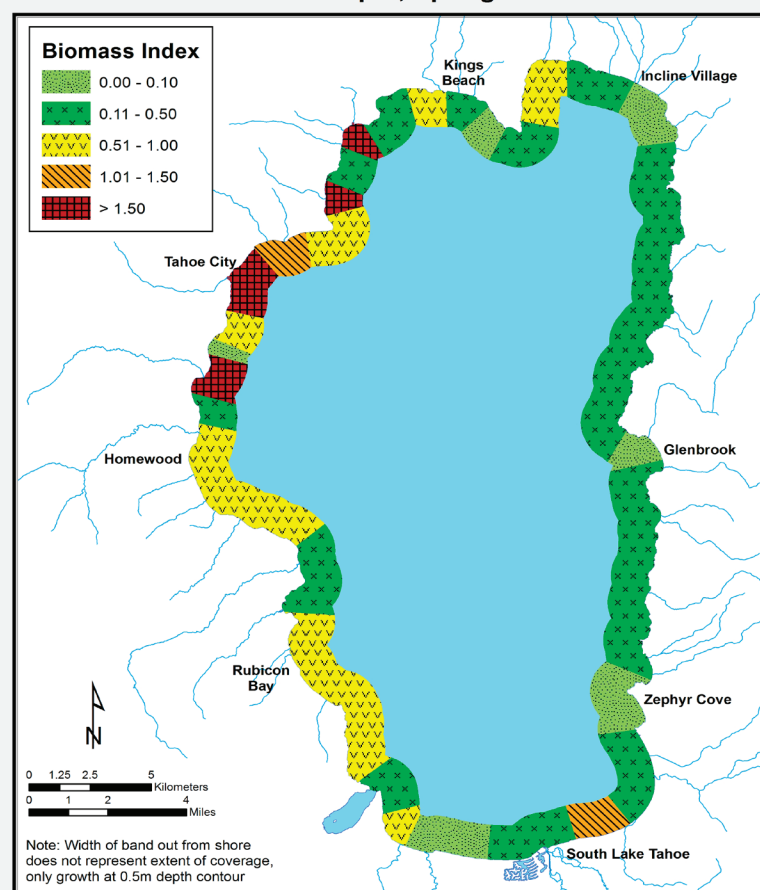 Biomass Index
0.00 - 0.10
0.11 - 0.50
0.51 - 1.00
1.01 - 1.50
> 1.50
Kings
Beach
Incline Village
Tahoe City
Homewood
Glenbrook
Rubicon
Bay
Zephyr Cove
N
0 1.25 2.5 5
Kilometers
0 1 2 4
Miles
South Lake Tahoe
Note: Width of band out from shore
does not represent extent of coverage,
only growth at 0.5m depth contour